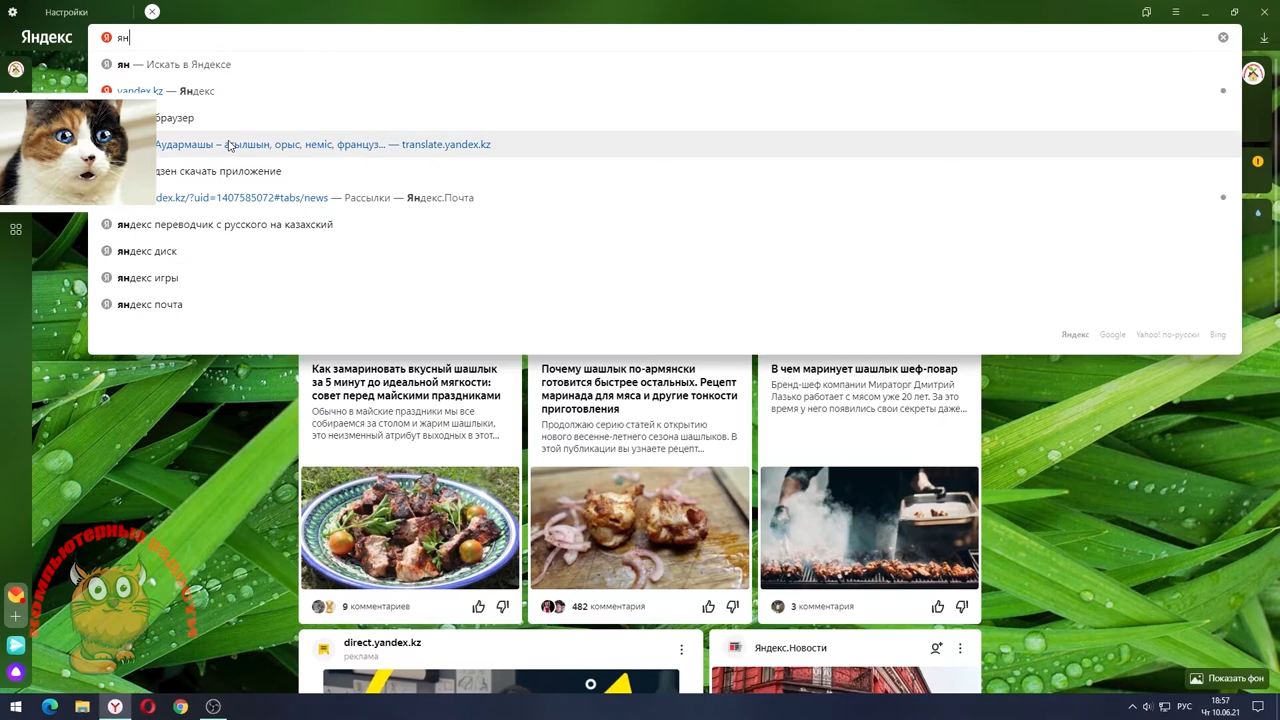 Настройки
Яндекс
ян
ян — Искать в Яндексе
yandex.kz — Яндекс
браузер
Аудармашы – ағылшын, орыс, неміс, француз... — translate.yandex.kz
дзен скачать приложение
dex.kz/?uid=1407585072#tabs/news — Рассылки — Яндекс.Почта
яндекс переводчик с русского на казахский
яндекс диск
яндекс игры
яндекс почта
Яндекс Google Yahoo! по-русски Bing
Как замариновать вкусный шашлык
за 5 минут до идеальной мягкости:
совет перед майскими праздниками
Обычно в майские праздники мы все
собираемся за столом и жарим шашлыки,
это неизменный атрибут выходных в этот...
9 комментариев
Почему шашлык по-армянски
готовится быстрее остальных. Рецепт
маринада для мяса и другие тонкости
приготовления
Продолжаю серию статей к открытию
нового весенне-летнего сезона шашлыков. В
этой публикации вы узнаете рецепт...
482 комментария
В чем маринует шашлык шеф-повар
Бренд-шеф компании Мираторг Дмитрий
Лазько работает с мясом уже 20 лет. За это
время у него появились свои секреты даже...
3 комментария
direct.yandex.kz
реклама
Яндекс.Новости
Показать фон
РУС
18:57
Чт 10.06.21